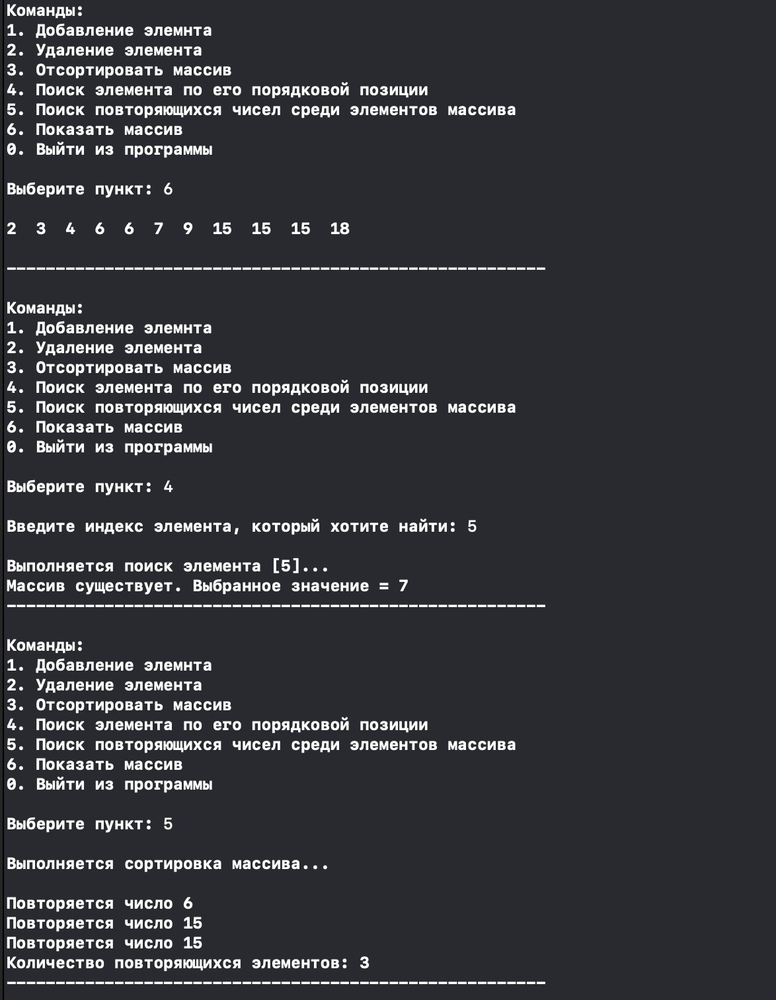 Команды:
1. Добавление элемнта
2. Удаление элемента
3. Отсортировать массив
4. Поиск элемента по его порядковой позиции
5. Поиск повторяющихся чисел среди элементов массива
6. Показать массив
0. Выйти из программы
Выберите пункт: 6
2  3  4  6  6  7  9  15  15  15  18
-------------------------------------------------------
Команды:
1. Добавление элемнта
2. Удаление элемента
3. Отсортировать массив
4. Поиск элемента по его порядковой позиции
5. Поиск повторяющихся чисел среди элементов массива
6. Показать массив
0. Выйти из программы
Выберите пункт: 4
Введите индекс элемента, который хотите найти: 5
Выполняется поиск элемента [5]...
Массив существует. Выбранное значение = 7
-------------------------------------------------------
Команды:
1. Добавление элемнта
2. Удаление элемента
3. Отсортировать массив
4. Поиск элемента по его порядковой позиции
5. Поиск повторяющихся чисел среди элементов массива
6. Показать массив
0. Выйти из программы
Выберите пункт: 5
Выполняется сортировка массива...
Повторяется число 6
Повторяется число 15
Повторяется число 15
Количество повторяющихся элементов: 3
-------------------------------------------------------